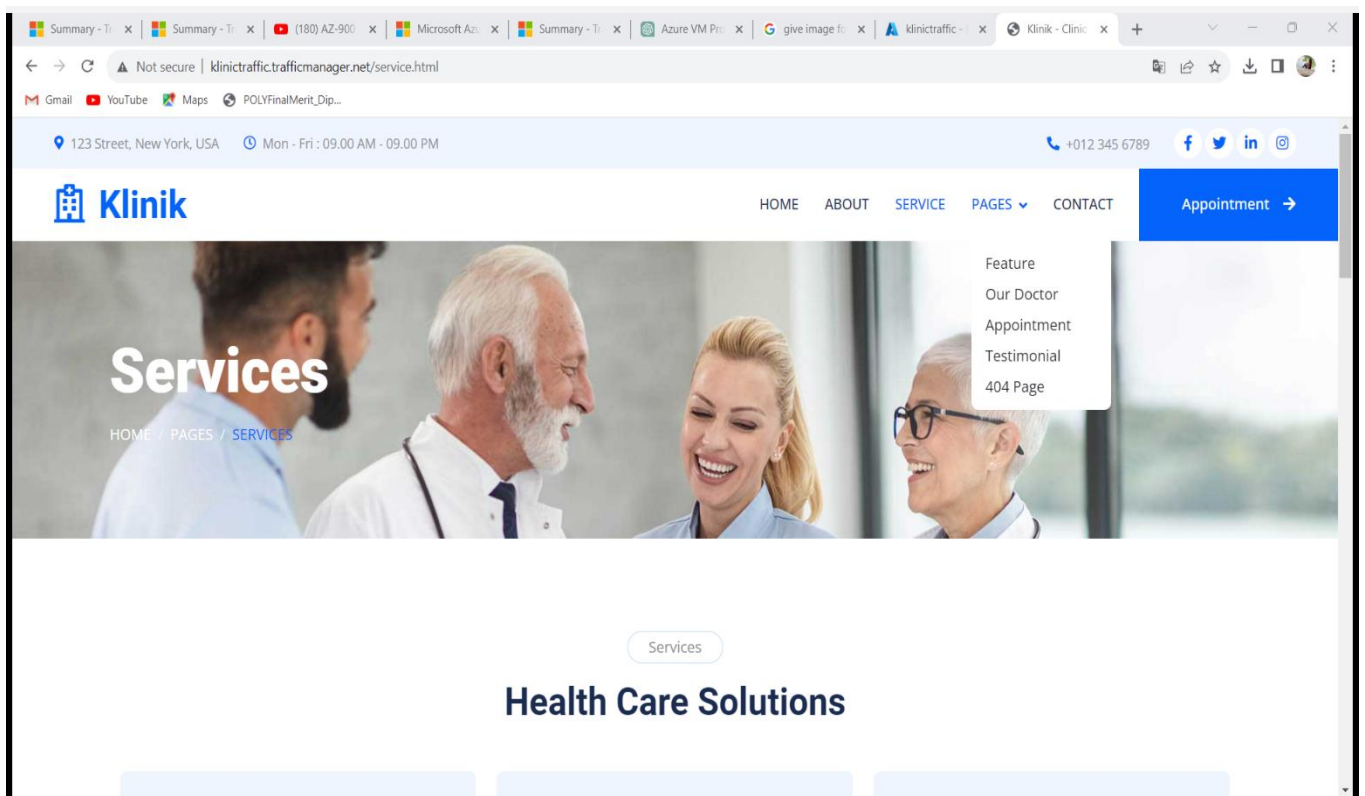 Summary - Tr Summary - Tr (180) AZ-900 Microsoft Azu Summary - Tr Azure VM Pro give image fo klinictraffic - Klinik - Clinic
Not secure | klinictraffic.trafficmanager.net/service.html
Gmail YouTube Maps POLYFinalMerit_Dip...
123 Street, New York, USA Mon - Fri : 09.00 AM - 09.00 PM +012 345 6789
Klinik HOME ABOUT SERVICE PAGES CONTACT Appointment
Feature
Our Doctor
Appointment
Testimonial
404 Page
Services
HOME / PAGES / SERVICES
Services
Health Care Solutions